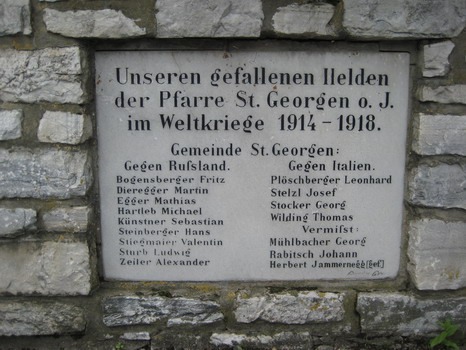 Unseren gefallenen Helden
der Pfarre St. Georgen o. J.
im Weltkriege 1914-1918.
Gemeinde St. Georgen:
Gegen Rußland.
Bogensberger Fritz
Dieregger Martin
Egger Mathias
Hartleb Michael
Künstner Sebastian
Steinberger Hans
Stiegmaier Valentin
Sturb Ludwig
Zeiler Alexander
Gegen Italien.
Plöschberger Leonhard
Stelzl Josef
Stocker Georg
Wilding Thomas
Vermißt:
Mühlbacher Georg
Rabitsch Johann
Herbert